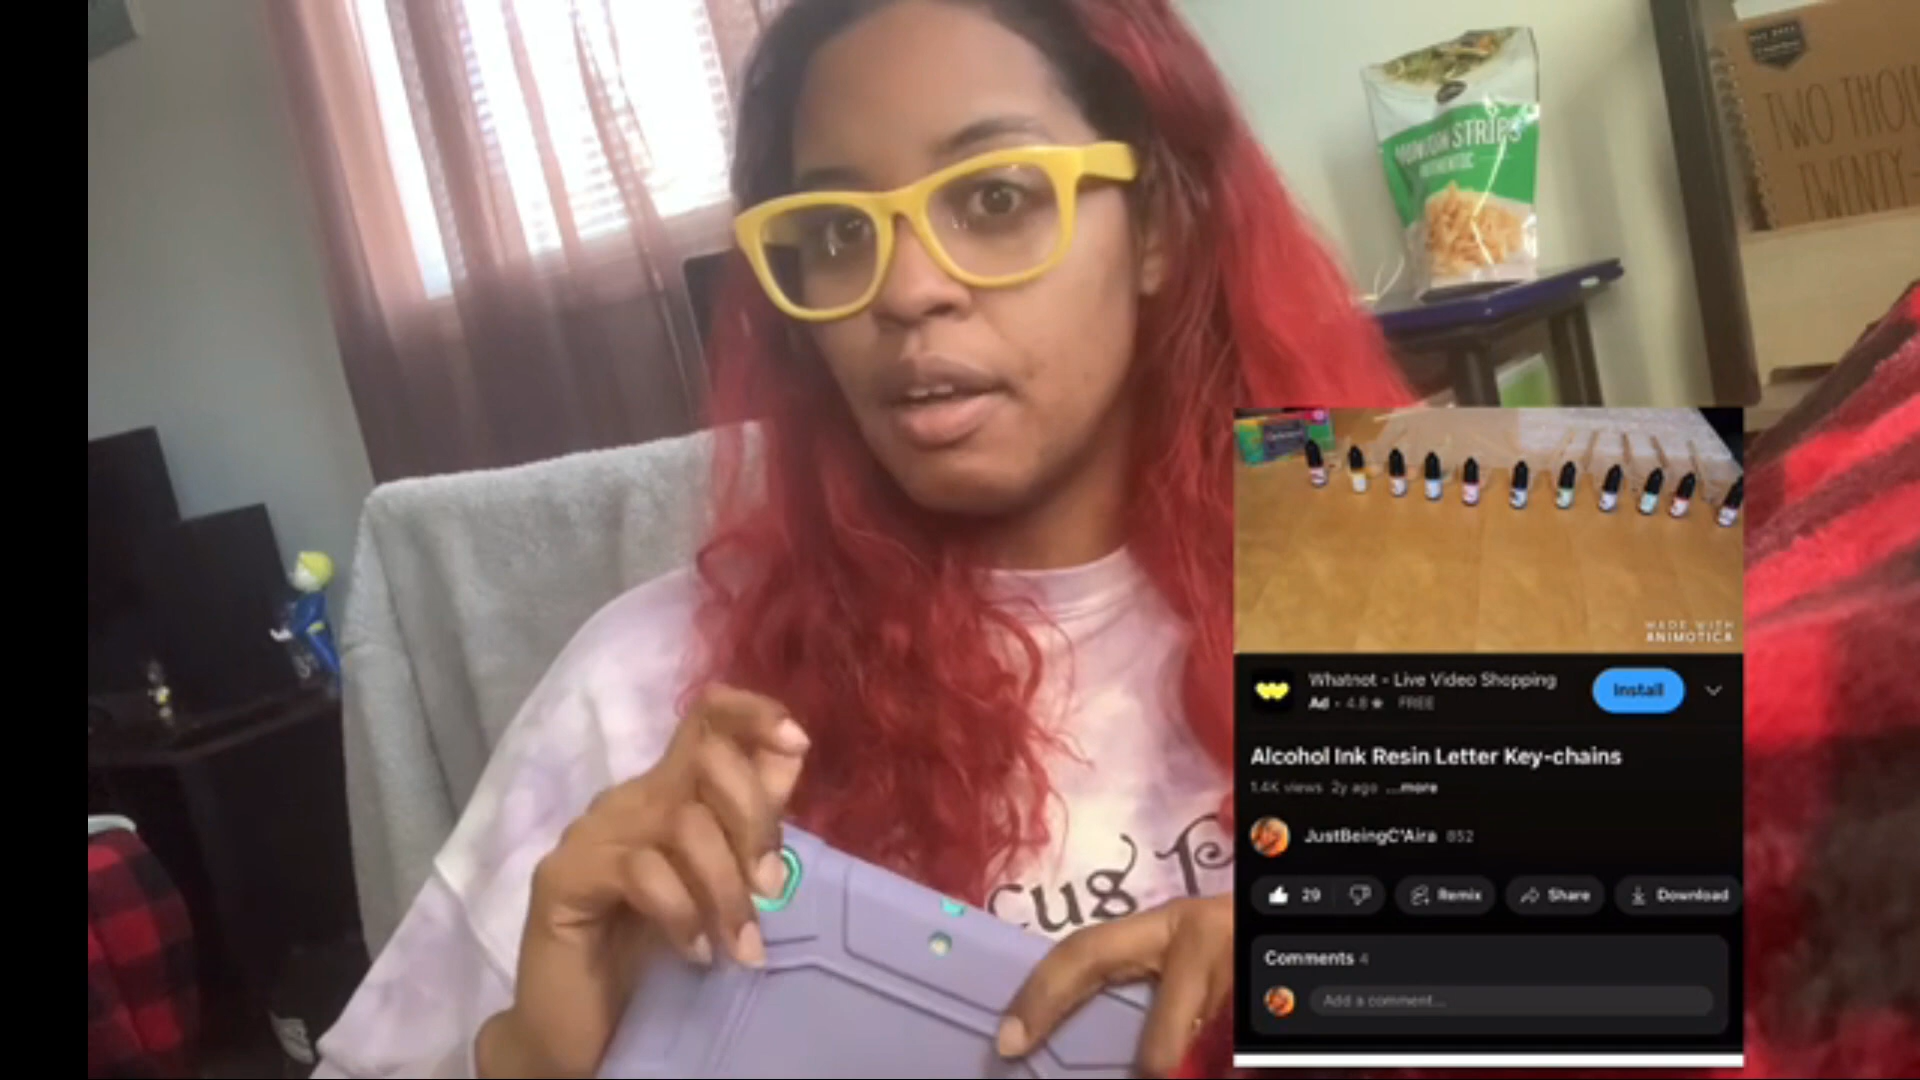 STRIPS
TWO THOU
TWENTY-
cus P
MADE WITH
ANIMOTICA
Whatnot - Live Video Shopping
Ad · 4.8★ FREE
Install
Alcohol Ink Resin Letter Key-chains
1.4K views 2y ago ...more
JustBeingC'Aira 852
29 Remix Share Download
Comments 4
Add a comment...